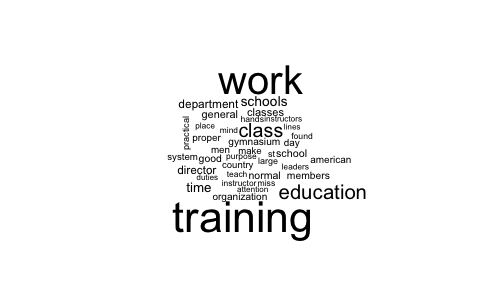 work
department schools
general classes
practical place hands instructors
mind class lines
proper gymnasium day found
men make
system good purpose st school
country large american
director leaders
duties teach normal members
time instructor miss
attention education
organization
training